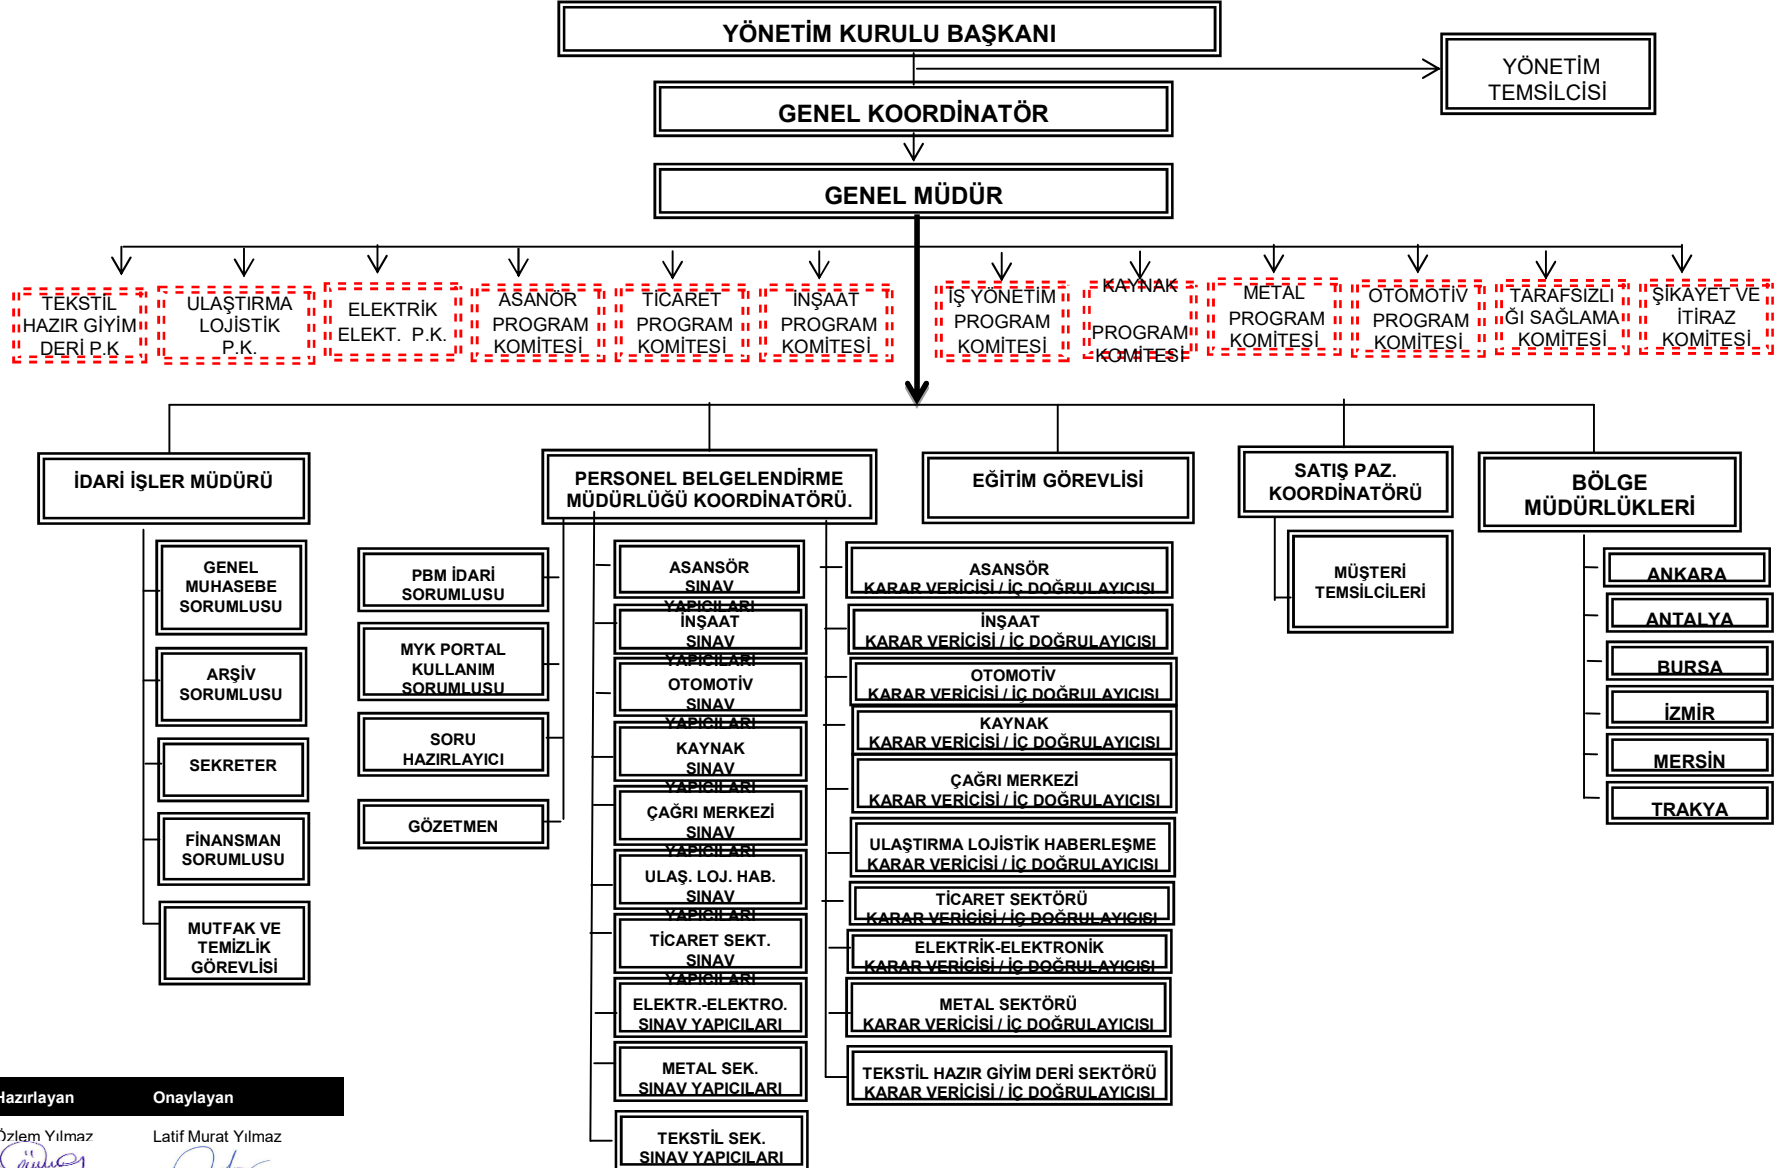 YÖNETİM KURULU BAŞKANI
YÖNETİM
TEMSİLCİSİ
GENEL KOORDİNATÖR
GENEL MÜDÜR
TEKSTİL
HAZIR GİYİM
DERİ P.K
ULAŞTIRMA
LOJİSTİK
P.K.
ELEKTRİK
ELEKT. P.K.
ASANÖR
PROGRAM
KOMİTESİ
TİCARET
PROGRAM
KOMİTESİ
İNŞAAT
PROGRAM
KOMİTESİ
İŞ YÖNETİM
PROGRAM
KOMİTESİ
KAYNAK
PROGRAM
KOMİTESİ
METAL
PROGRAM
KOMİTESİ
OTOMOTİV
PROGRAM
KOMİTESİ
TARAFSIZLI
ĞI SAĞLAMA
KOMİTESİ
ŞİKAYET VE
İTİRAZ
KOMİTESİ
İDARİ İŞLER MÜDÜRÜ
PERSONEL BELGELENDİRME
MÜDÜRLÜĞÜ KOORDİNATÖRÜ.
EĞİTİM GÖREVLİSİ
SATIŞ PAZ.
KOORDİNATÖRÜ
BÖLGE
MÜDÜRLÜKLERİ
GENEL
MUHASEBE
SORUMLUSU
ARŞİV
SORUMLUSU
SEKRETER
FİNANSMAN
SORUMLUSU
MUTFAK VE
TEMİZLİK
GÖREVLİSİ
PBM İDARİ
SORUMLUSU
MYK PORTAL
KULLANIM
SORUMLUSU
SORU
HAZIRLAYICI
GÖZETMEN
ASANSÖR
SINAV
YAPICILARI
İNŞAAT
SINAV
YAPICILARI
OTOMOTİV
SINAV
YAPICILARI
KAYNAK
SINAV
YAPICILARI
ÇAĞRI MERKEZİ
SINAV
YAPICILARI
ULAŞ. LOJ. HAB.
SINAV
YAPICILARI
TİCARET SEKT.
SINAV
YAPICILARI
ELEKTR.-ELEKTRO.
SINAV YAPICILARI
METAL SEK.
SINAV YAPICILARI
TEKSTİL SEK.
SINAV YAPICILARI
ASANSÖR
KARAR VERİCİSİ / İÇ DOĞRULAYICISI
İNŞAAT
KARAR VERİCİSİ / İÇ DOĞRULAYICISI
OTOMOTİV
KARAR VERİCİSİ / İÇ DOĞRULAYICISI
KAYNAK
KARAR VERİCİSİ / İÇ DOĞRULAYICISI
ÇAĞRI MERKEZİ
KARAR VERİCİSİ / İÇ DOĞRULAYICISI
ULAŞTIRMA LOJİSTİK HABERLEŞME
KARAR VERİCİSİ / İÇ DOĞRULAYICISI
TİCARET SEKTÖRÜ
KARAR VERİCİSİ / İÇ DOĞRULAYICISI
ELEKTRİK-ELEKTRONİK
KARAR VERİCİSİ / İÇ DOĞRULAYICISI
METAL SEKTÖRÜ
KARAR VERİCİSİ / İÇ DOĞRULAYICISI
TEKSTİL HAZIR GİYİM DERİ SEKTÖRÜ
KARAR VERİCİSİ / İÇ DOĞRULAYICISI
MÜŞTERİ
TEMSİLCİLERİ
ANKARA
ANTALYA
BURSA
İZMİR
MERSİN
TRAKYA
Hazırlayan Onaylayan
Özlem Yılmaz Latif Murat Yılmaz